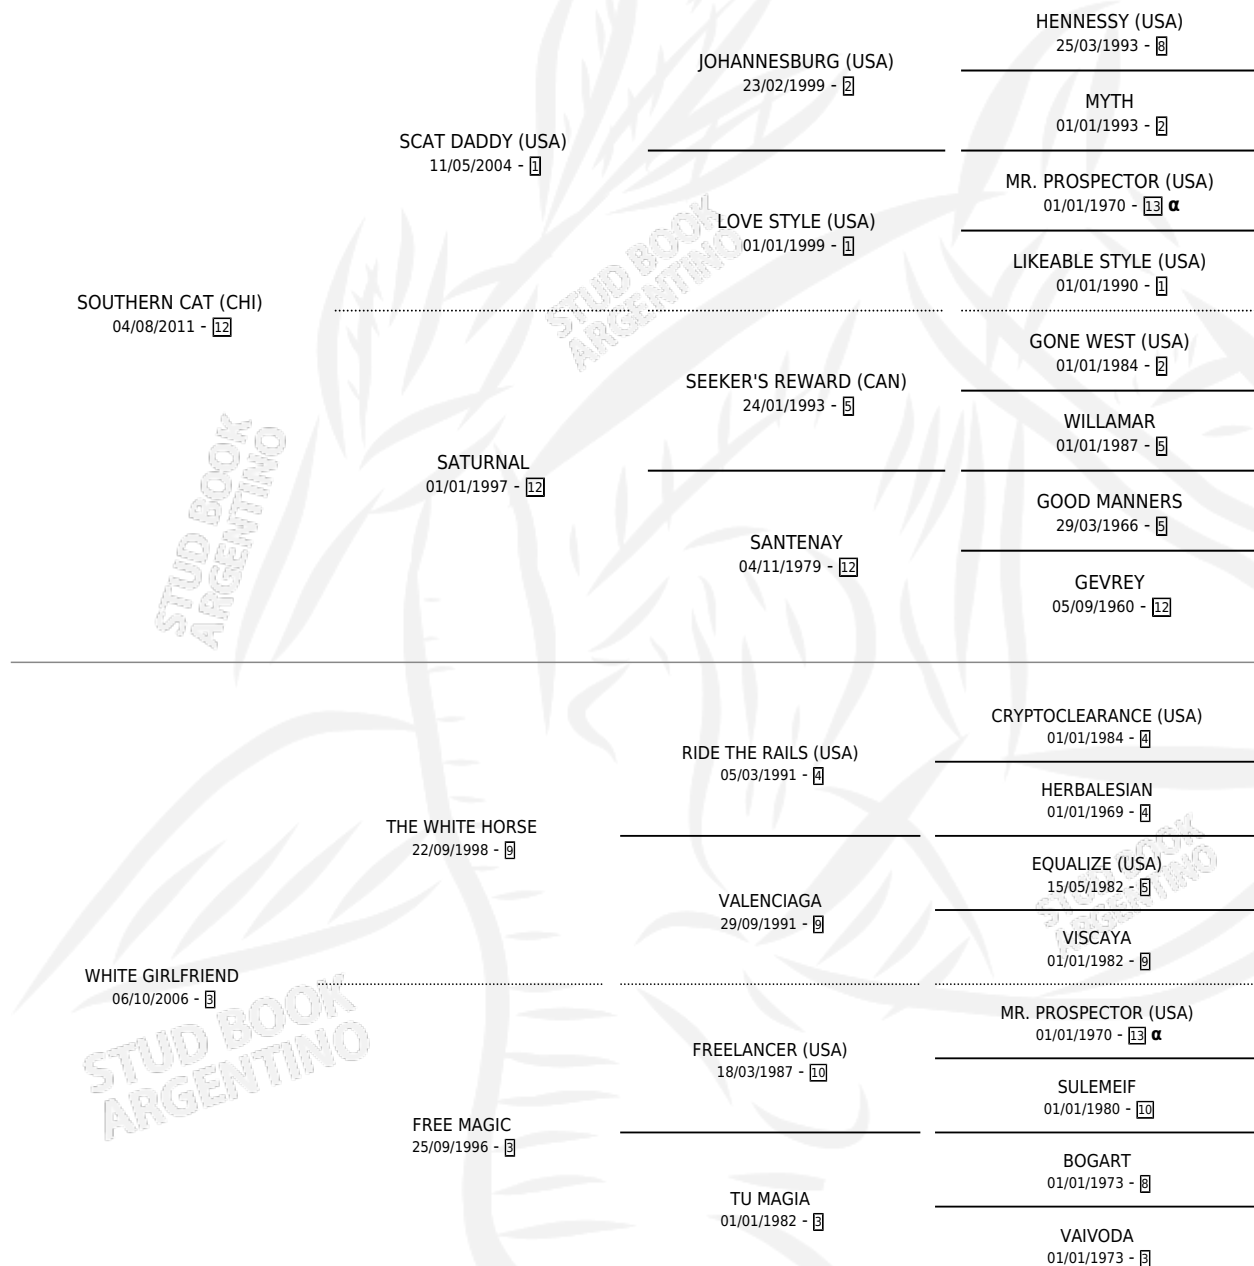 HENNESSY (USA)
25/03/1993 - 8
JOHANNESBURG (USA)
23/02/1999 - 2
MYTH
01/01/1993 - 2
SCAT DADDY (USA)
11/05/2004 - 1
MR. PROSPECTOR (USA)
01/01/1970 - 13 α
LOVE STYLE (USA)
01/01/1999 - 1
LIKEABLE STYLE (USA)
01/01/1990 - 1
SOUTHERN CAT (CHI)
04/08/2011 - 12
GONE WEST (USA)
01/01/1984 - 2
SEEKER'S REWARD (CAN)
24/01/1993 - 5
WILLAMAR
01/01/1987 - 5
SATURNAL
01/01/1997 - 12
GOOD MANNERS
29/03/1966 - 5
SANTENAY
04/11/1979 - 12
GEVREY
05/09/1960 - 12
CRYPTOCLEARANCE (USA)
01/01/1984 - 4
RIDE THE RAILS (USA)
05/03/1991 - 4
HERBALESIAN
01/01/1969 - 4
THE WHITE HORSE
22/09/1998 - 9
EQUALIZE (USA)
15/05/1982 - 5
VALENCIAGA
29/09/1991 - 9
VISCAYA
01/01/1982 - 9
WHITE GIRLFRIEND
06/10/2006 - 3
MR. PROSPECTOR (USA)
01/01/1970 - 13 α
FREELANCER (USA)
18/03/1987 - 10
SULEMEIF
01/01/1980 - 10
FREE MAGIC
25/09/1996 - 3
BOGART
01/01/1973 - 8
TU MAGIA
01/01/1982 - 3
VAIVODA
01/01/1973 - 3
STUD BOOK
ARGENTINO
STUD BOOK
ARGENTINO
STUD BOOK
ARGENTINO
STUD BOOK
ARGENTINO